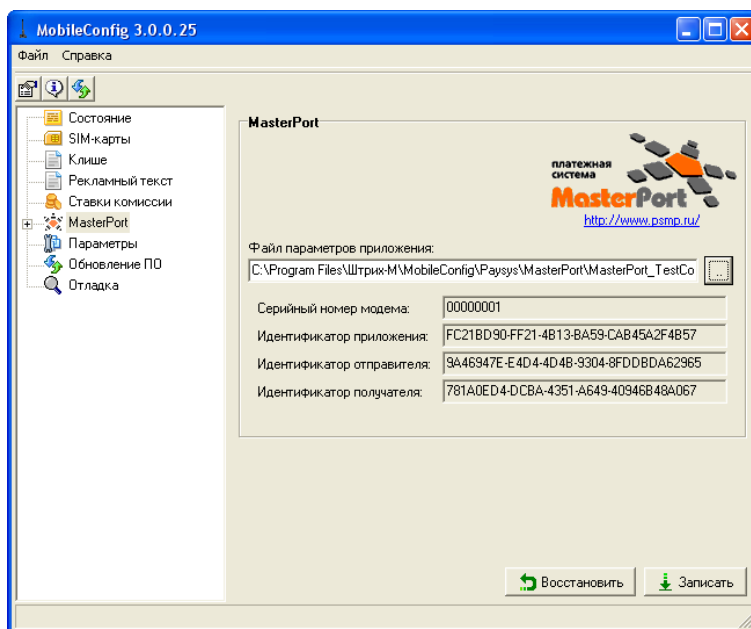 MobileConfig 3.0.0.25
Файл Справка
Состояние
SIM-карты
Клише
Рекламный текст
Ставки комиссии
MasterPort
Параметры
Обновление ПО
Отладка
MasterPort
платежная
система
MasterPort
http://www.psmp.ru/
Файл параметров приложения:
C:\Program Files\Штрих-М\MobileConfig\Paysys\MasterPort\MasterPort_TestCo
...
Серийный номер модема: 00000001
Идентификатор приложения: FC21BD90-FF21-4B13-BA59-CAB45A2F4B57
Идентификатор отправителя: 9A46947E-E4D4-4D4B-9304-8FDDBDA62965
Идентификатор получателя: 781A0ED4-DCBA-4351-A649-40946B48A067
Восстановить Записать